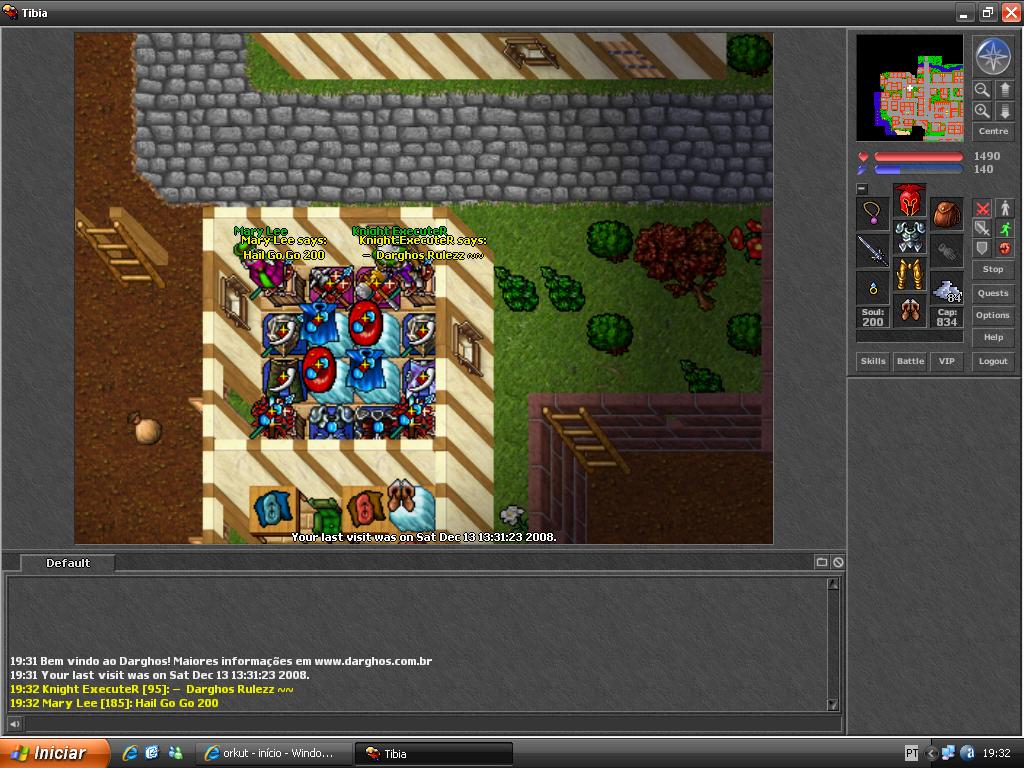 Tibia
Centre
1490
140
Mary Lee
Knight ExecuteR
Mary Lee says:
Hail Go Go 200
Knight ExecuteR says:
– Darghos Rulezz ~~
84
Soul:
200
Cap:
834
Stop
Quests
Options
Help
Skills
Battle
VIP
Logout
Your last visit was on Sat Dec 13 13:31:23 2008.
Default
19:31 Bem vindo ao Darghos! Maiores informações em www.darghos.com.br
19:31 Your last visit was on Sat Dec 13 13:31:23 2008.
19:32 Knight ExecuteR [95]: – Darghos Rulezz ~~
19:32 Mary Lee [185]: Hail Go Go 200
Iniciar
orkut - início - Windo...
Tibia
PT
19:32